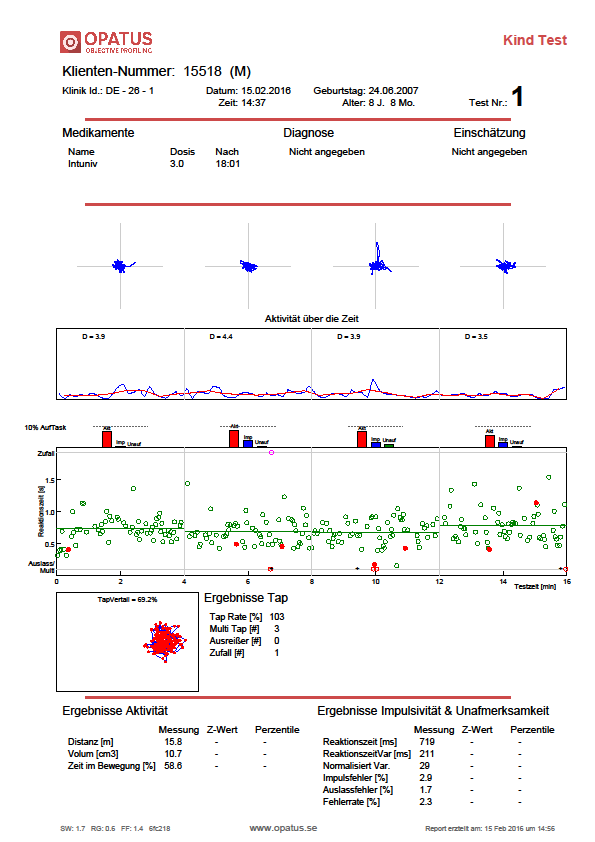 OPATUS
OBJECTIVE PROFILING
Kind Test
Klienten-Nummer: 15518 (M)
Klinik Id.: DE - 26 - 1 Datum: 15.02.2016 Geburtstag: 24.06.2007
Zeit: 14:37 Alter: 8 J. 8 Mo. Test Nr.: 1
Medikamente Diagnose Einschätzung
Name Dosis Nach Nicht angegeben Nicht angegeben
Intuniv 3.0 18:01
Aktivität über die Zeit
D = 3.9 D = 4.4 D = 3.9 D = 3.5
10% AufTask
Akt Imp Unauf Akt Imp Unauf Akt Imp Unauf Akt Imp Unauf
Zufall
1.5
1.0
0.5
Reaktionszeit [s]
Auslass/
Multi
0 2 4 6 8 10 12 14 16
Testzeit [min]
TapVerteil = 69.2%
Ergebnisse Tap
Tap Rate [%] 103
Multi Tap [#] 3
Ausreißer [#] 0
Zufall [#] 1
Ergebnisse Aktivität Ergebnisse Impulsivität & Unafmerksamkeit
Messung Z-Wert Perzentile Messung Z-Wert Perzentile
Distanz [m] 15.8 - - Reaktionszeit [ms] 719 - -
Volum [cm3] 10.7 - - ReaktionszeitVar [ms] 211 - -
Zeit im Bewegung [%] 58.6 - - Normalisiert Var. 29 - -
Impulsfehler [%] 2.9 - -
Auslassfehler [%] 1.7 - -
Fehlerrate [%] 2.3 - -
SW: 1.7 RG: 0.6 FF: 1.4 6fc218 www.opatus.se Report erztellt am: 15 Feb 2016 um 14:56